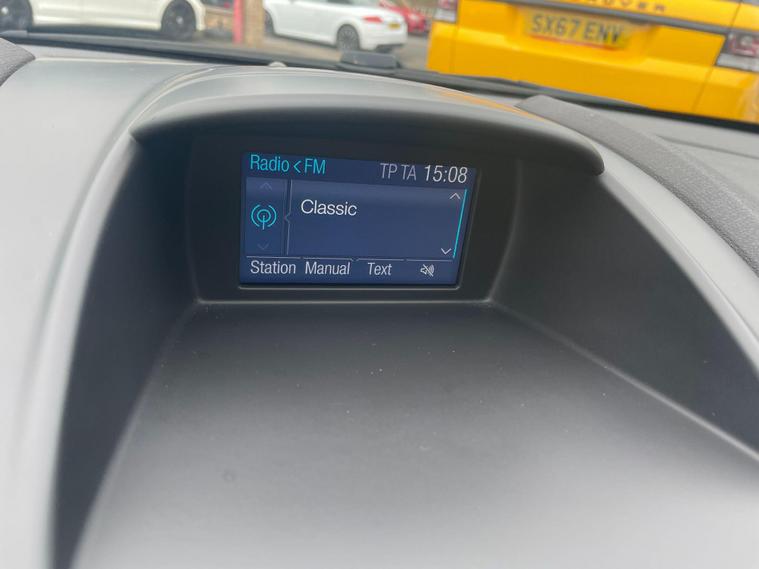 SX67 ENV
Radio < FM TP TA 15:08
Classic
Station Manual Text